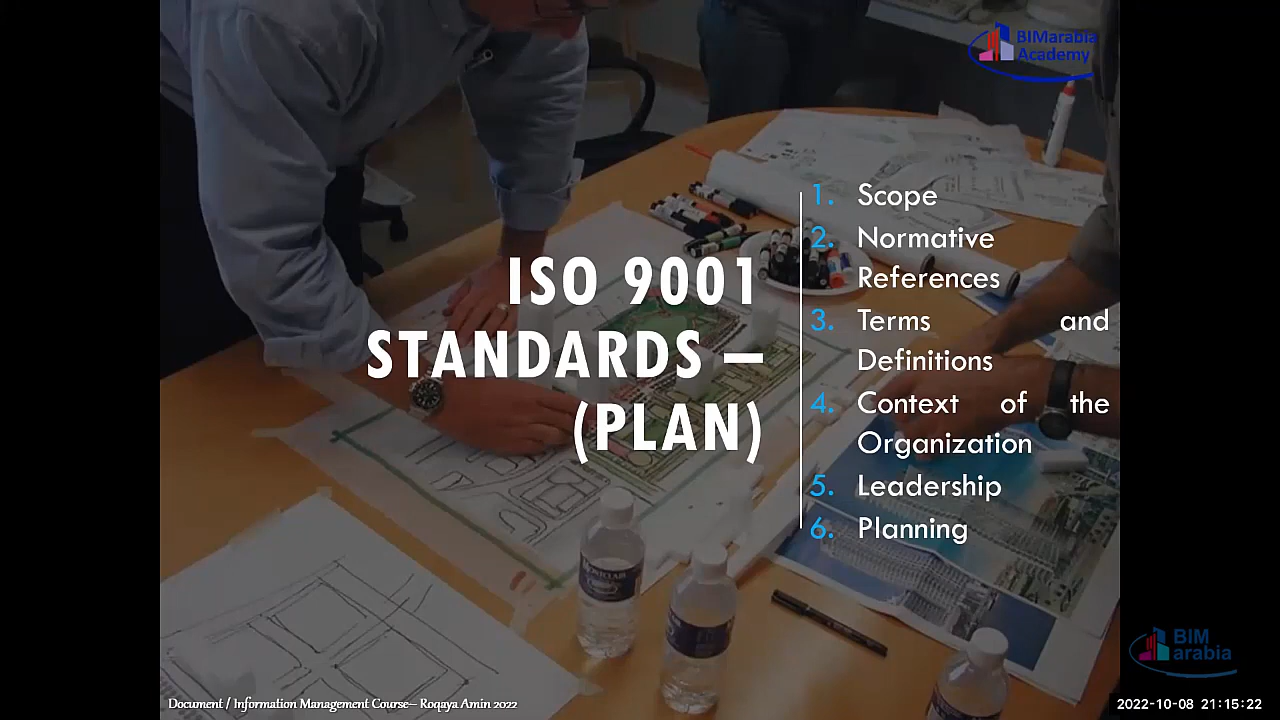 BIMarabia
Academy
ISO 9001
STANDARDS –
(PLAN)
1. Scope
2. Normative
References
3. Terms and
Definitions
4. Context of the
Organization
5. Leadership
6. Planning
BIM
arabia
Document / Information Management Course– Roqaya Amin 2022
2022-10-08 21:15:22